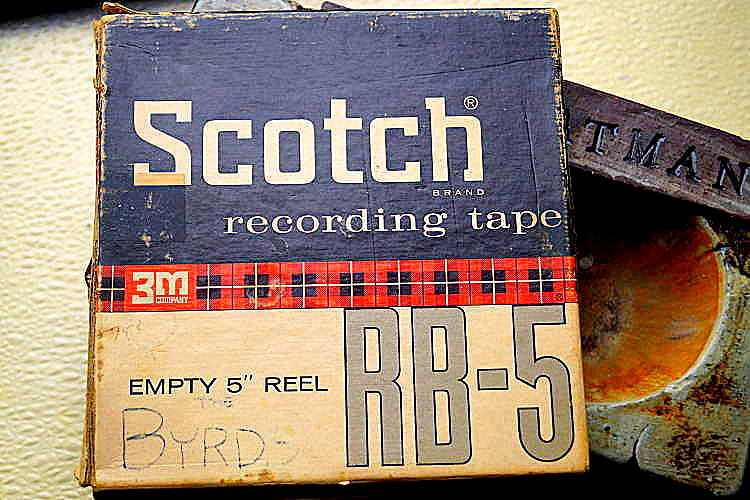 Scotch®
BRAND
recording tape
3M
COMPANY
RB-5
EMPTY 5" REEL
THE
BYRDS
TMAN